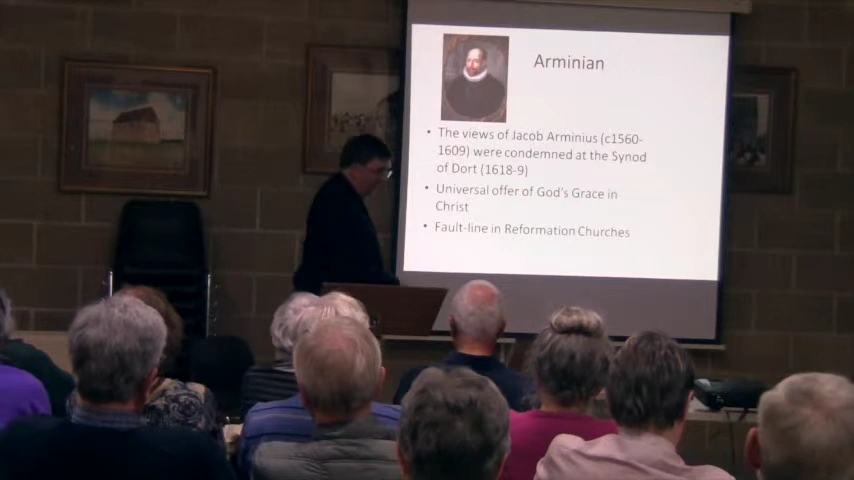 Arminian
• The views of Jacob Arminius (c1560-
1609) were condemned at the Synod
of Dort (1618-9)
• Universal offer of God's Grace in
Christ
• Fault-line in Reformation Churches